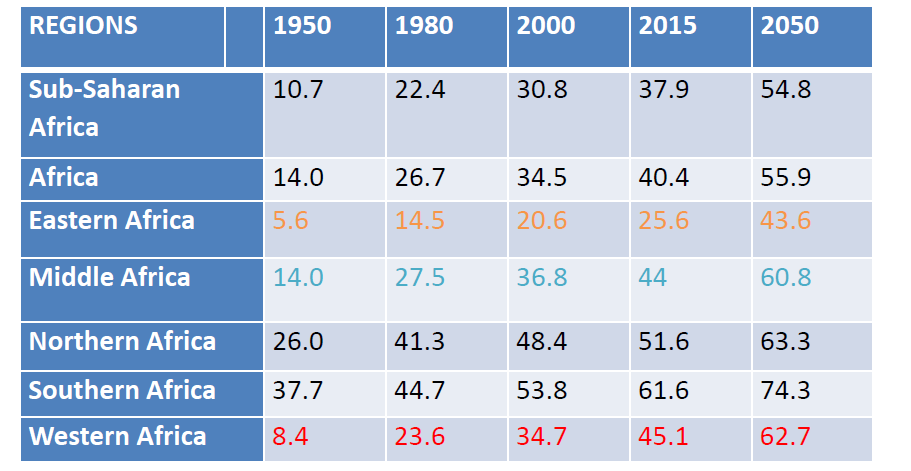 REGIONS 1950 1980 2000 2015 2050
Sub-Saharan Africa 10.7 22.4 30.8 37.9 54.8
Africa 14.0 26.7 34.5 40.4 55.9
Eastern Africa 5.6 14.5 20.6 25.6 43.6
Middle Africa 14.0 27.5 36.8 44 60.8
Northern Africa 26.0 41.3 48.4 51.6 63.3
Southern Africa 37.7 44.7 53.8 61.6 74.3
Western Africa 8.4 23.6 34.7 45.1 62.7